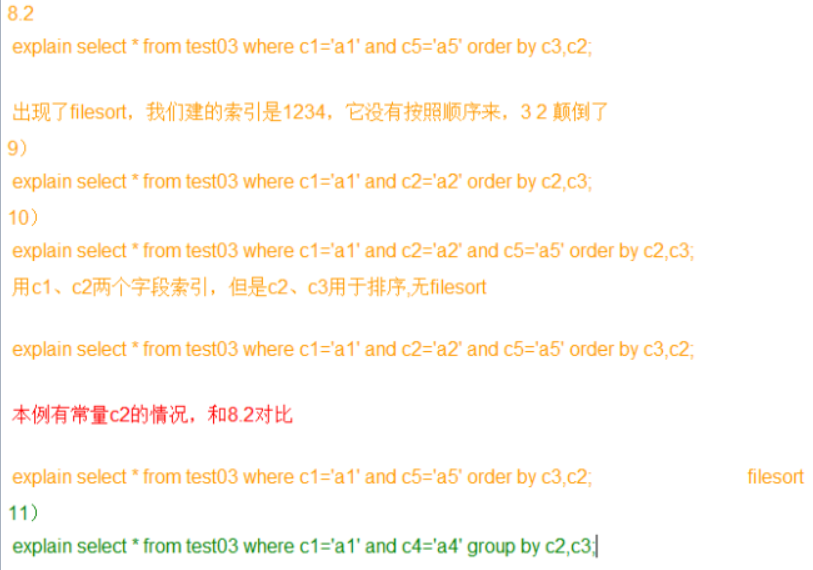 8.2
explain select * from test03 where c1='a1' and c5='a5' order by c3,c2;
出现了filesort，我们建的索引是1234，它没有按照顺序来，3 2 颠倒了
9）
explain select * from test03 where c1='a1' and c2='a2' order by c2,c3;
10）
explain select * from test03 where c1='a1' and c2='a2' and c5='a5' order by c2,c3;
用c1、c2两个字段索引，但是c2、c3用于排序,无filesort
explain select * from test03 where c1='a1' and c2='a2' and c5='a5' order by c3,c2;
本例有常量c2的情况，和8.2对比
explain select * from test03 where c1='a1' and c5='a5' order by c3,c2; filesort
11）
explain select * from test03 where c1='a1' and c4='a4' group by c2,c3;